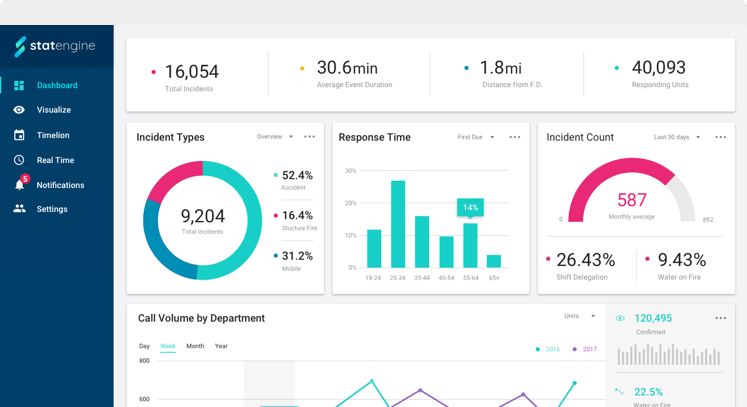 statengine
Dashboard
Visualize
Timelion
Real Time
5
Notifications
Settings
16,054
Total Incidents
30.6min
Average Event Duration
1.8mi
Distance from F.D.
40,093
Responding Units
Incident Types
Overview
9,204
Total Incidents
52.4%
Accident
16.4%
Stucture Fire
31.2%
Mobile
Response Time
First Due
30%
20%
10%
0%
14%
18-24 25-34 35-44 45-54 55-64 65+
Incident Count
Last 30 days
587
Monthly average
0
892
26.43%
Shift Delegation
9.43%
Water on Fire
Call Volume by Department
Units
Day Week Month Year
2016 2017
800
600
120,495
Confirmed
22.5%
Water on Fire